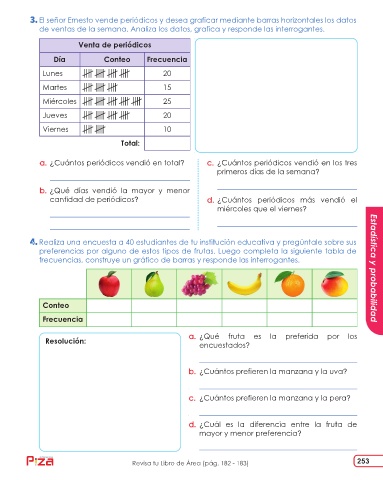 3. El señor Ernesto vende periódicos y desea graficar mediante barras horizontales los datos
de ventas de la semana. Analiza los datos, grafica y responde las interrogantes.
Venta de periódicos
Día Conteo Frecuencia
Lunes 20
Martes 15
Miércoles 25
Jueves 20
Viernes 10
Total:
a. ¿Cuántos periódicos vendió en total?
b. ¿Qué días vendió la mayor y menor
cantidad de periódicos?
c. ¿Cuántos periódicos vendió en los tres
primeros días de la semana?
d. ¿Cuántos periódicos más vendió el
miércoles que el viernes?
4. Realiza una encuesta a 40 estudiantes de tu institución educativa y pregúntale sobre sus
preferencias por alguna de estos tipos de frutas. Luego completa la siguiente tabla de
frecuencias, construye un gráfico de barras y responde las interrogantes.
Conteo
Frecuencia
Resolución:
a. ¿Qué fruta es la preferida por los
encuestados?
b. ¿Cuántos prefieren la manzana y la uva?
c. ¿Cuántos prefieren la manzana y la pera?
d. ¿Cuál es la diferencia entre la fruta de
mayor y menor preferencia?
Estadística y probabilidad
Piza
Revisa tu Libro de Área (pág. 182 - 183)
253